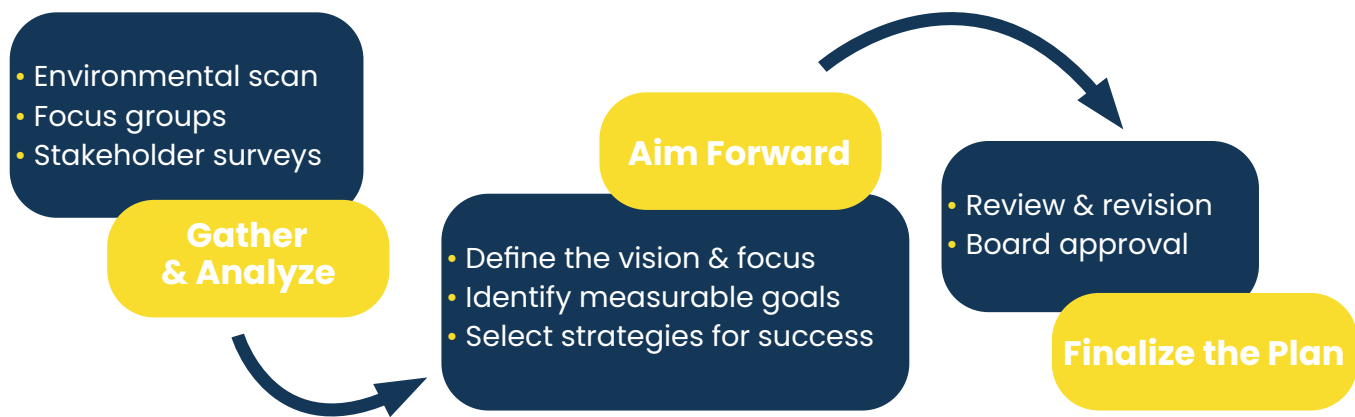 • Environmental scan
• Focus groups
• Stakeholder surveys
Gather
& Analyze
Aim Forward
• Define the vision & focus
• Identify measurable goals
• Select strategies for success
• Review & revision
• Board approval
Finalize the Plan